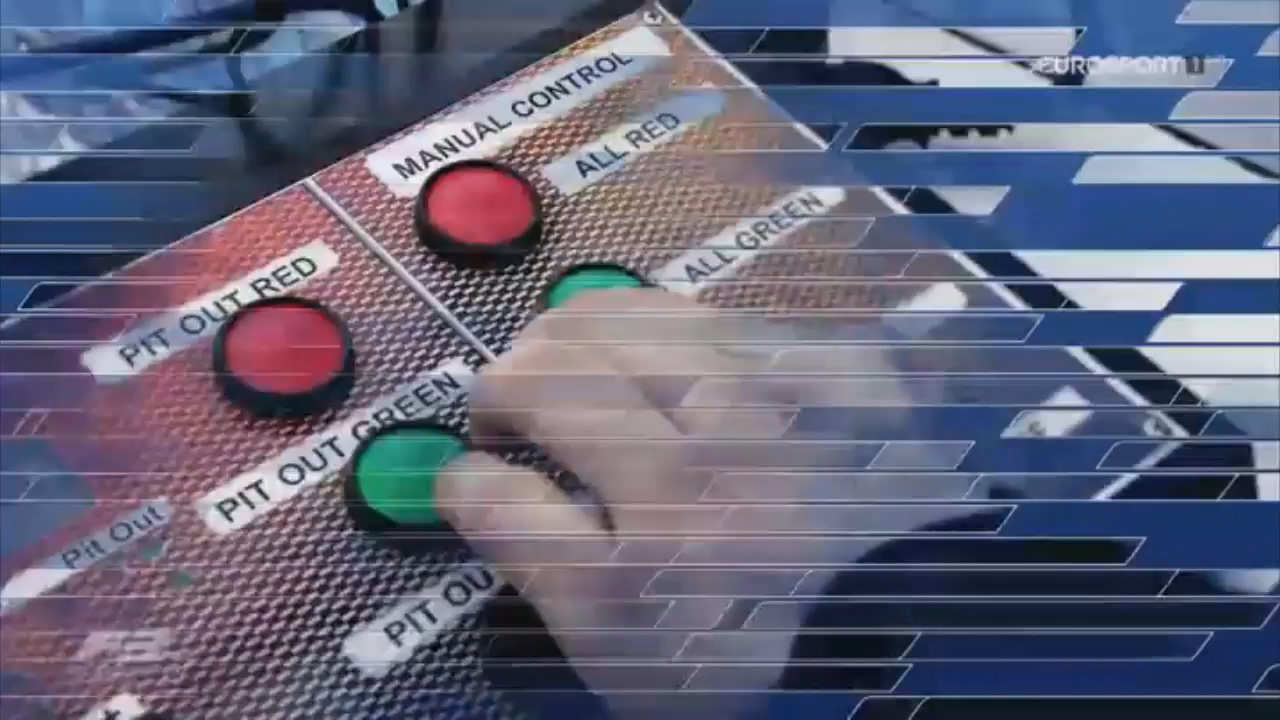 EUROSPORT 1
MANUAL CONTROL
ALL RED
ALL GREEN
PIT OUT RED
PIT OUT GREEN
Pit Out
PIT OU